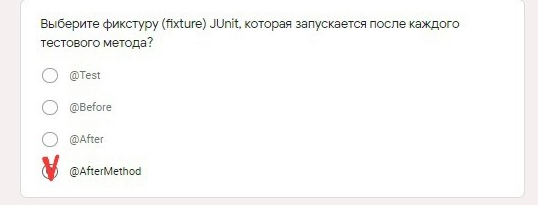 Выберите фикстуру (fixture) JUnit, которая запускается после каждого
тестового метода?
@Test
@Before
@After
@AfterMethod